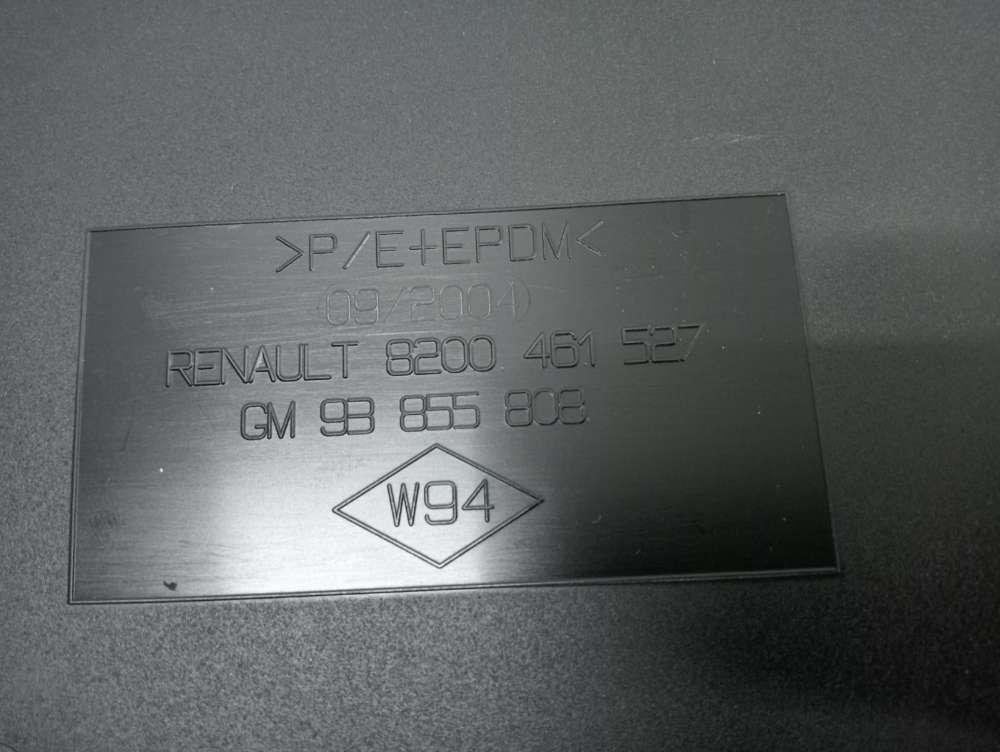 >P/E+EPDM<
(09/2004)
RENAULT 8200 461 527
GM 93 855 808
W94